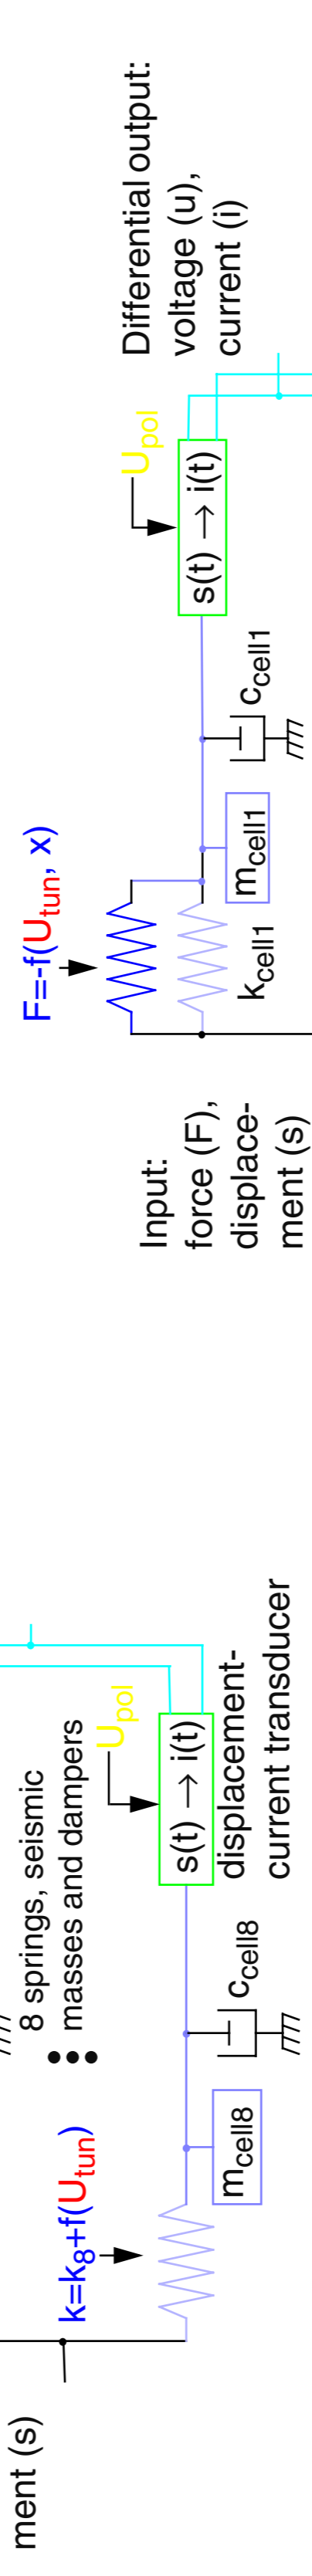 ment (s)
k=k8+f(Utun)
8 springs, seismic
masses and dampers
Upol
s(t) → i(t)
mcell8
ccell8
displacement-
current transducer
F=-f(Utun, x)
Input:
force (F),
displace-
ment (s)
kcell1
mcell1
ccell1
Upol
s(t) → i(t)
Differential output:
voltage (u),
current (i)